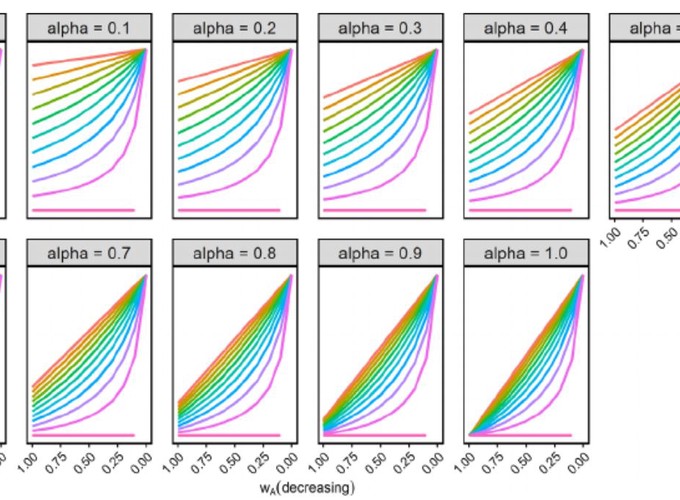 alpha = 0.1
alpha = 0.2
alpha = 0.3
alpha = 0.4
alpha =
1.00 0.75 0.50
alpha = 0.7
alpha = 0.8
alpha = 0.9
alpha = 1.0
1.00 0.75 0.50 0.25 0.00
1.00 0.75 0.50 0.25 0.00
1.00 0.75 0.50 0.25 0.00
1.00 0.75 0.50 0.25 0.00
wA(decreasing)